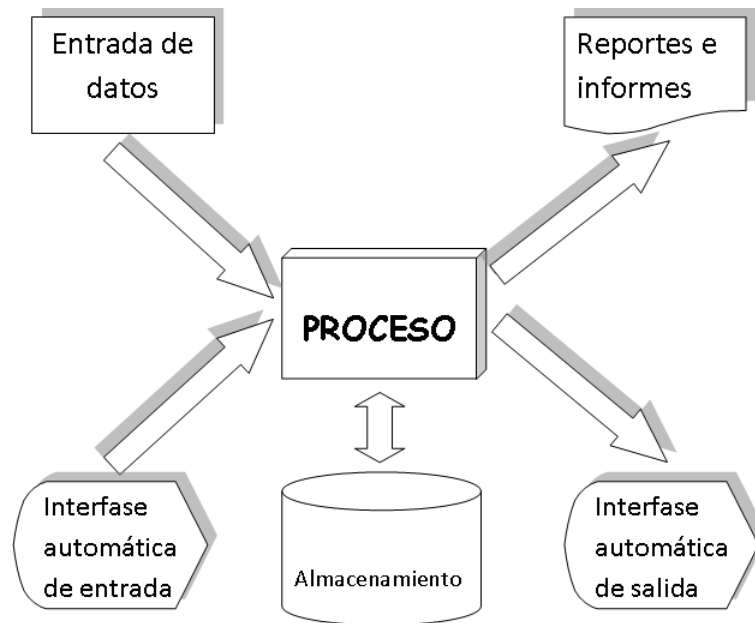 Entrada de
datos
Reportes e
informes
PROCESO
Interfase
automática
de entrada
Almacenamiento
Interfase
automática
de salida